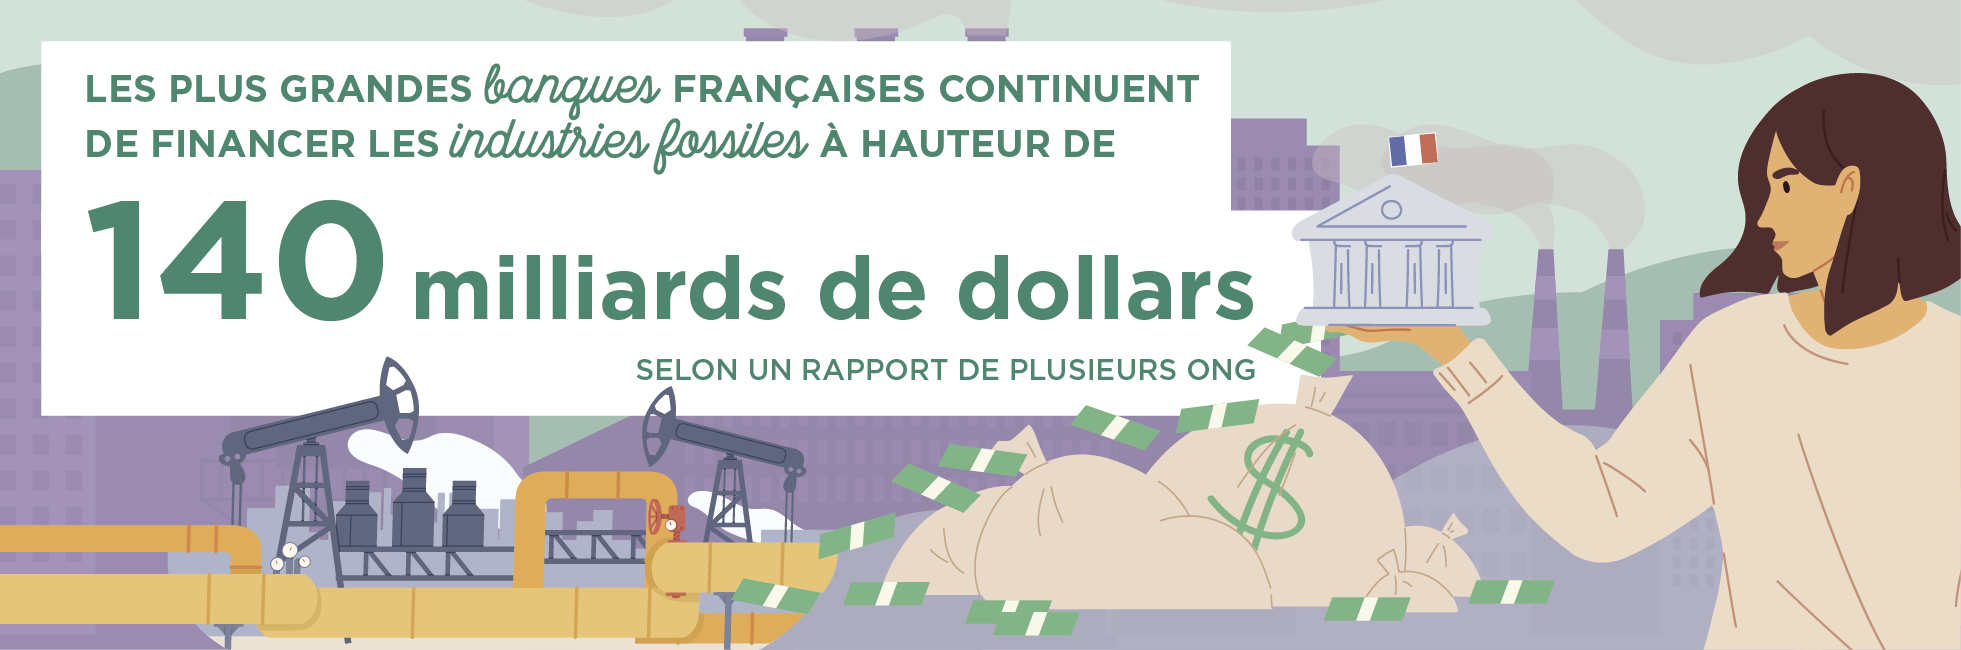 LES PLUS GRANDES banques FRANÇAISES CONTINUENT
DE FINANCER LES industries fossiles À HAUTEUR DE
140 milliards de dollars
SELON UN RAPPORT DE PLUSIEURS ONG
$